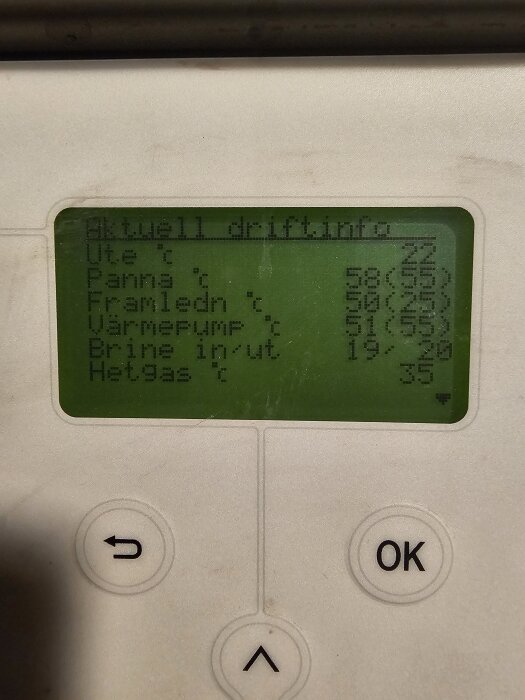 Aktuell driftinfo
Ute °C 22
Panna °C 58(55)
Framledn °C 50(25)
Värmepump °C 51(55)
Brine in/ut 19/ 20
Hetgas °C 35
OK